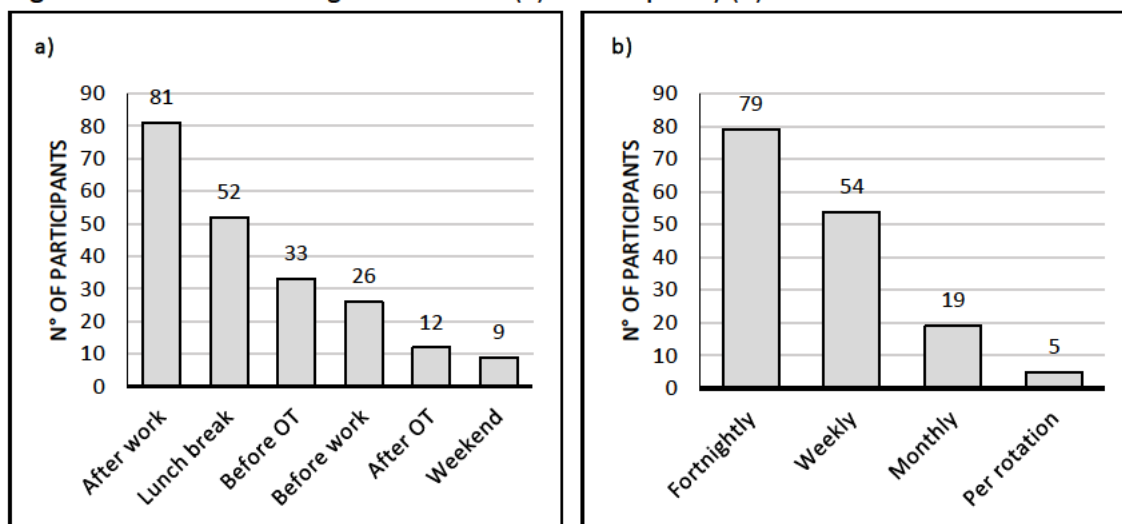 a)
N° OF PARTICIPANTS
90
80
70
60
50
40
30
20
10
0
81
52
33
26
12
9
After work
Lunch break
Before OT
Before work
After OT
Weekend
b)
N° OF PARTICIPANTS
90
80
70
60
50
40
30
20
10
0
79
54
19
5
Fortnightly
Weekly
Monthly
Per rotation